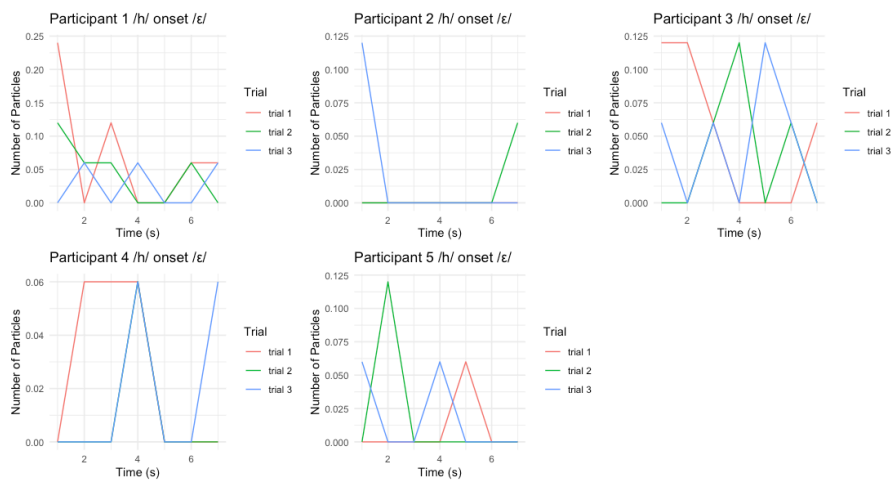 Participant 1 /h/ onset /ε/
Number of Particles
0.25
0.20
0.15
0.10
0.05
0.00
2
4
6
Time (s)
Trial
trial 1
trial 2
trial 3
Participant 2 /h/ onset /ε/
Number of Particles
0.125
0.100
0.075
0.050
0.025
0.000
2
4
6
Time (s)
Trial
trial 1
trial 2
trial 3
Participant 3 /h/ onset /ε/
Number of Particles
0.125
0.100
0.075
0.050
0.025
0.000
2
4
6
Time (s)
Trial
trial 1
trial 2
trial 3
Participant 4 /h/ onset /ε/
Number of Particles
0.06
0.04
0.02
0.00
2
4
6
Time (s)
Trial
trial 1
trial 2
trial 3
Participant 5 /h/ onset /ε/
Number of Particles
0.125
0.100
0.075
0.050
0.025
0.000
2
4
6
Time (s)
Trial
trial 1
trial 2
trial 3